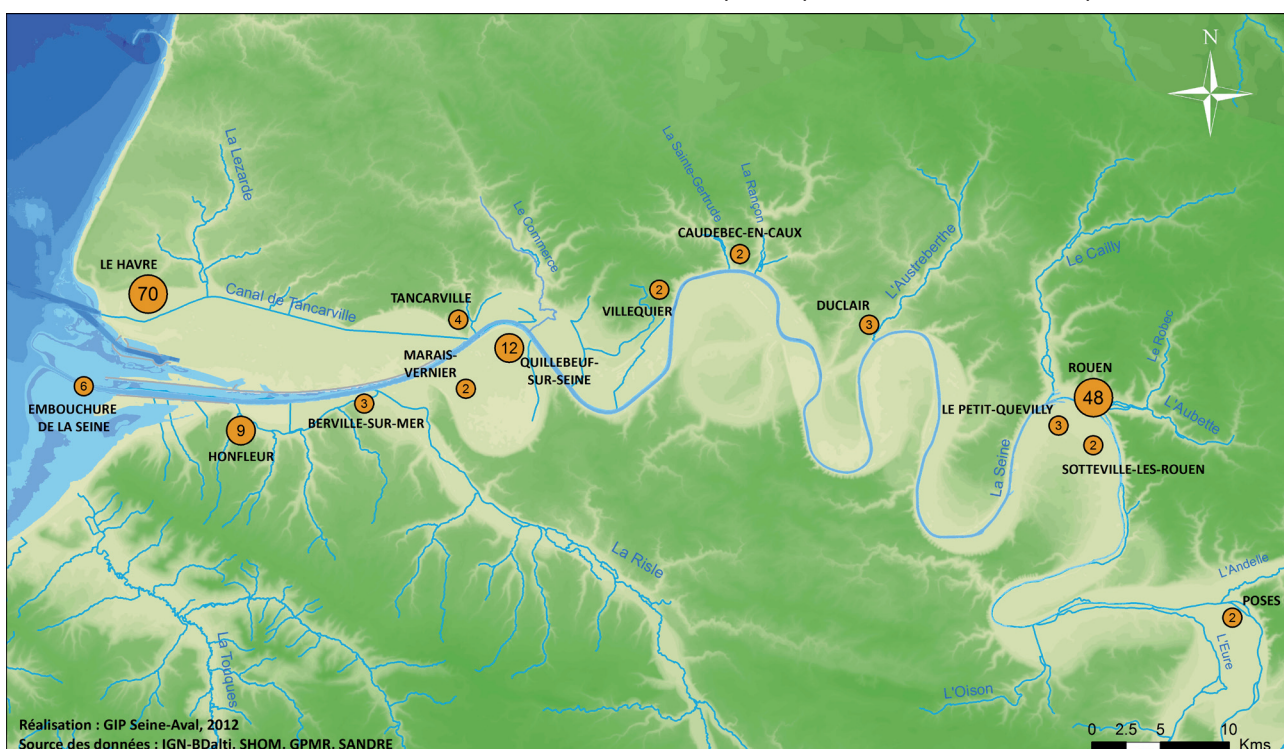 N
La Lezarde
La Sainte-Gertrude
La Rançon
Le Commerce
CAUDEBEC-EN-CAUX
2
L'Austreberthe
Le Cailly
LE HAVRE
70
Canal de Tancarville
TANCARVILLE
4
2
VILLEQUIER
DUCLAIR
3
Le Robec
12
QUILLEBEUF-
SUR-SEINE
MARAIS-
VERNIER
2
ROUEN
48
L'Aubette
6
EMBOUCHURE
DE LA SEINE
3
BERVILLE-SUR-MER
9
HONFLEUR
LE PETIT-QUEVILLY
3
2
SOTTEVILLE-LES-ROUEN
La Seine
La Risle
L'Andelle
POSES
2
La Touques
L'Eure
L'Oison
Réalisation : GIP Seine-Aval, 2012
Source des données : IGN-BDalti, SHOM, GPMR, SANDRE
0 2.5 5 10
Kms